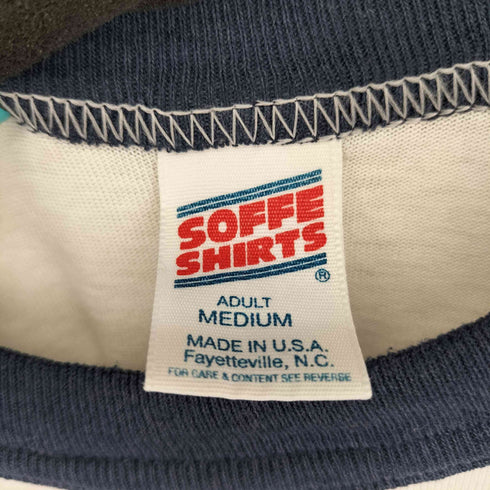 SOFFE
SHIRTS
®
ADULT
MEDIUM
MADE IN U.S.A.
Fayetteville, N.C.
FOR CARE & CONTENT SEE REVERSE